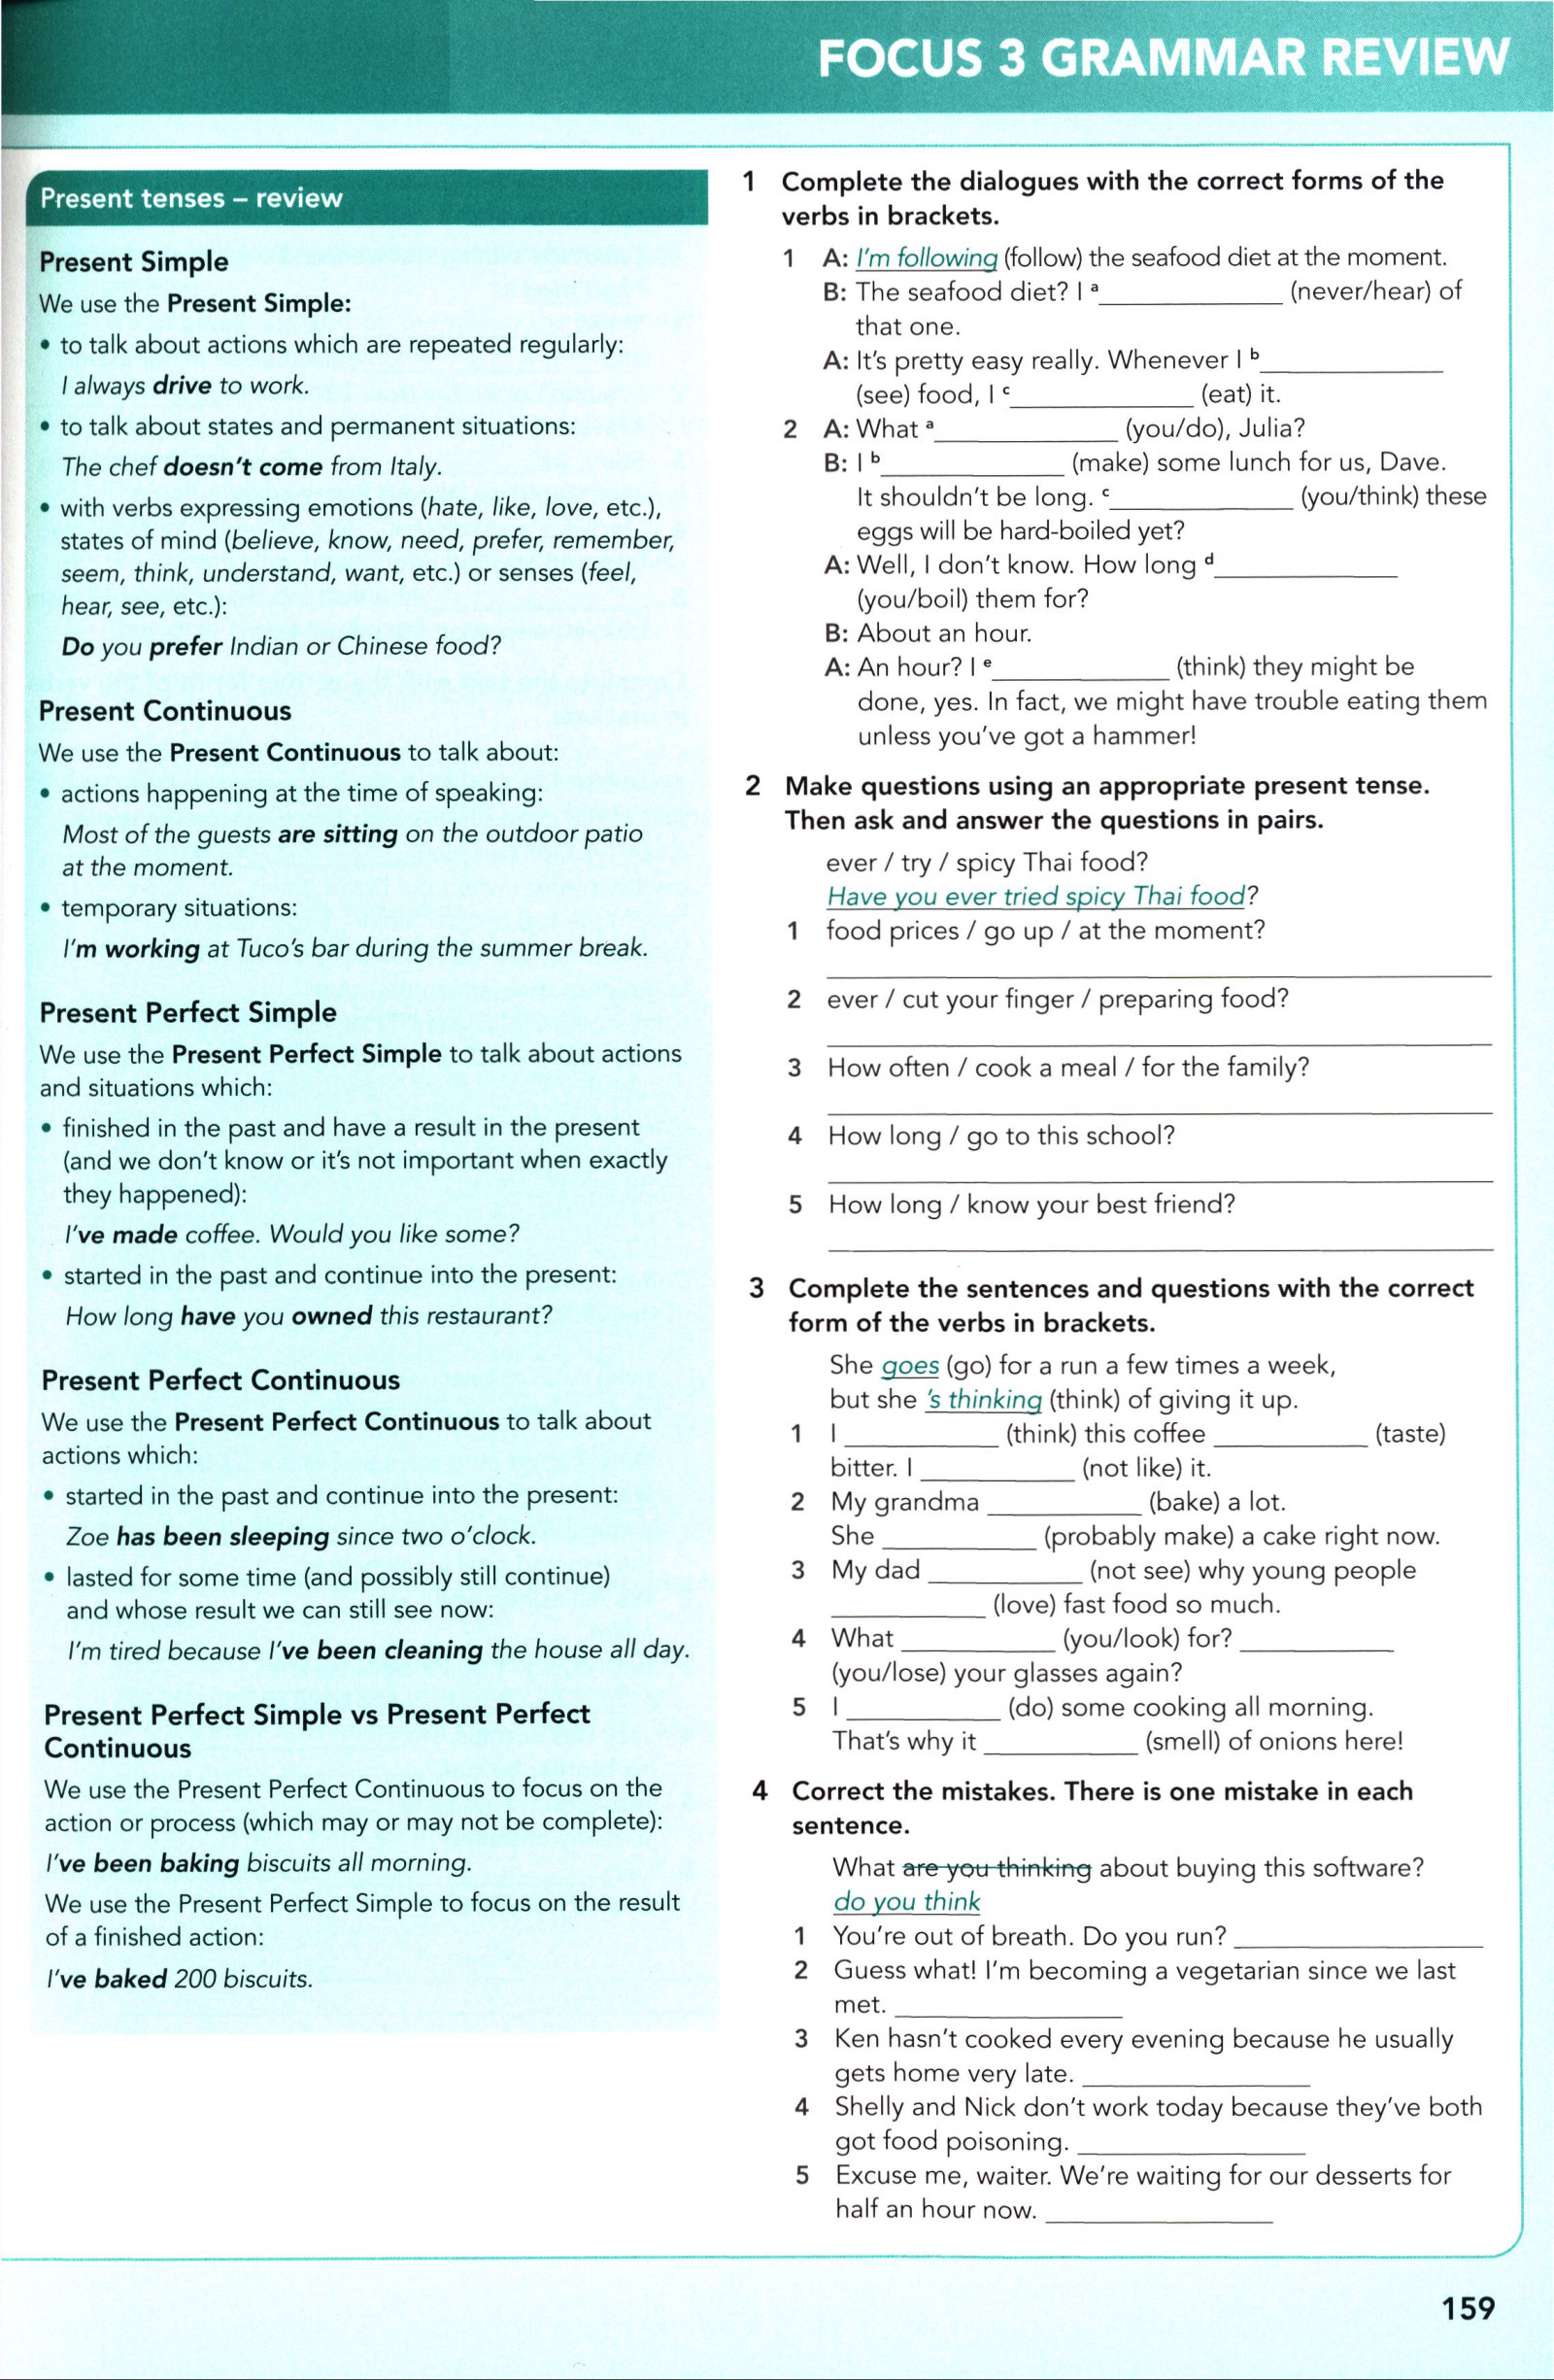 FOCUS 3 GRAMMAR REVIEW
Present tenses – review
Present Simple
We use the Present Simple:
• to talk about actions which are repeated regularly:
I always drive to work.
• to talk about states and permanent situations:
The chef doesn't come from Italy.
• with verbs expressing emotions (hate, like, love, etc.),
states of mind (believe, know, need, prefer, remember,
seem, think, understand, want, etc.) or senses (feel,
hear, see, etc.):
Do you prefer Indian or Chinese food?
Present Continuous
We use the Present Continuous to talk about:
• actions happening at the time of speaking:
Most of the guests are sitting on the outdoor patio
at the moment.
• temporary situations:
I'm working at Tuco's bar during the summer break.
Present Perfect Simple
We use the Present Perfect Simple to talk about actions
and situations which:
• finished in the past and have a result in the present
(and we don't know or it's not important when exactly
they happened):
I've made coffee. Would you like some?
• started in the past and continue into the present:
How long have you owned this restaurant?
Present Perfect Continuous
We use the Present Perfect Continuous to talk about
actions which:
• started in the past and continue into the present:
Zoe has been sleeping since two o'clock.
• lasted for some time (and possibly still continue)
and whose result we can still see now:
I'm tired because I've been cleaning the house all day.
Present Perfect Simple vs Present Perfect
Continuous
We use the Present Perfect Continuous to focus on the
action or process (which may or may not be complete):
I've been baking biscuits all morning.
We use the Present Perfect Simple to focus on the result
of a finished action:
I've baked 200 biscuits.
1 Complete the dialogues with the correct forms of the
verbs in brackets.
1 A: I'm following (follow) the seafood diet at the moment.
B: The seafood diet? I a____________ (never/hear) of
that one.
A: It's pretty easy really. Whenever I b____________
(see) food, I c____________ (eat) it.
2 A: What a____________ (you/do), Julia?
B: I b____________ (make) some lunch for us, Dave.
It shouldn't be long. c____________ (you/think) these
eggs will be hard-boiled yet?
A: Well, I don't know. How long d____________
(you/boil) them for?
B: About an hour.
A: An hour? I e____________ (think) they might be
done, yes. In fact, we might have trouble eating them
unless you've got a hammer!
2 Make questions using an appropriate present tense.
Then ask and answer the questions in pairs.
ever / try / spicy Thai food?
Have you ever tried spicy Thai food?
1 food prices / go up / at the moment?
2 ever / cut your finger / preparing food?
3 How often / cook a meal / for the family?
4 How long / go to this school?
5 How long / know your best friend?
3 Complete the sentences and questions with the correct
form of the verbs in brackets.
She goes (go) for a run a few times a week,
but she 's thinking (think) of giving it up.
1 I __________ (think) this coffee __________ (taste)
bitter. I __________ (not like) it.
2 My grandma __________ (bake) a lot.
She __________ (probably make) a cake right now.
3 My dad __________ (not see) why young people
__________ (love) fast food so much.
4 What __________ (you/look) for? __________
(you/lose) your glasses again?
5 I __________ (do) some cooking all morning.
That's why it __________ (smell) of onions here!
4 Correct the mistakes. There is one mistake in each
sentence.
What are you thinking about buying this software?
do you think
1 You're out of breath. Do you run? ____________
2 Guess what! I'm becoming a vegetarian since we last
met. ____________
3 Ken hasn't cooked every evening because he usually
gets home very late. ____________
4 Shelly and Nick don't work today because they've both
got food poisoning. ____________
5 Excuse me, waiter. We're waiting for our desserts for
half an hour now. ____________
159